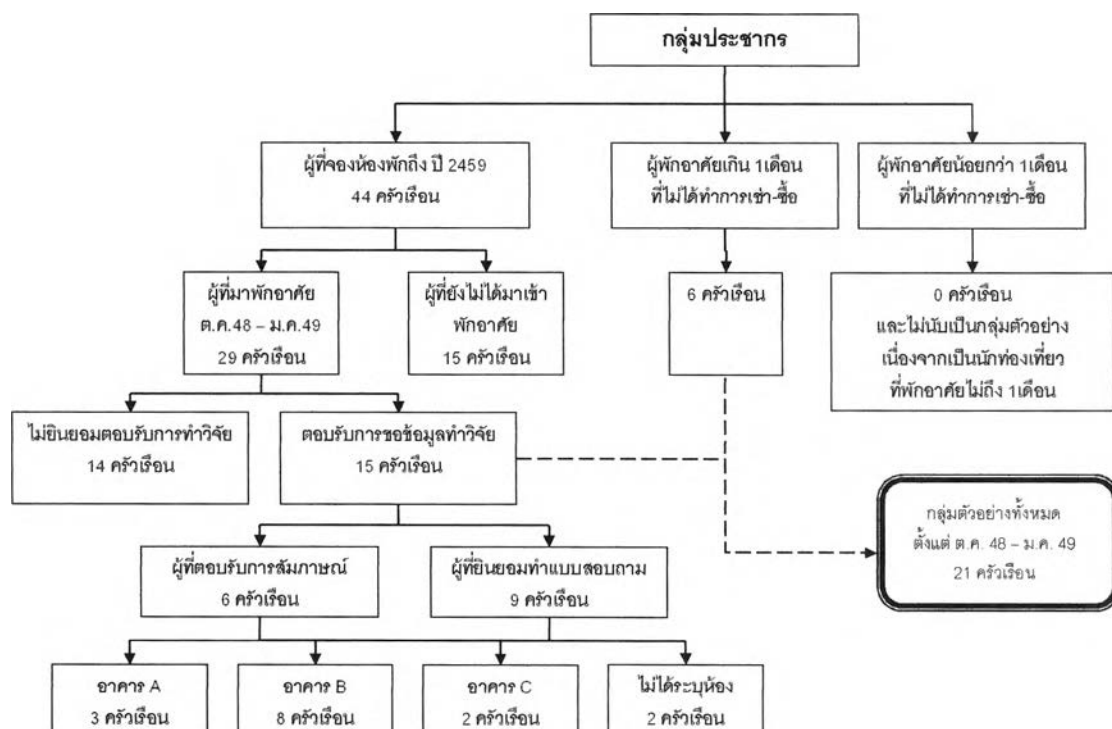 กลุ่มประชากร
ผู้ที่จองห้องพักถึง ปี 2459
44 ครัวเรือน
ผู้พักอาศัยเกิน 1เดือน
ที่ไม่ได้ทำการเช่า-ซื้อ
ผู้พักอาศัยน้อยกว่า 1เดือน
ที่ไม่ได้ทำการเช่า-ซื้อ
ผู้ที่มาพักอาศัย
ต.ค.48 – ม.ค.49
29 ครัวเรือน
ผู้ที่ยังไม่ได้มาเข้า
พักอาศัย
15 ครัวเรือน
6 ครัวเรือน
0 ครัวเรือน
และไม่นับเป็นกลุ่มตัวอย่าง
เนื่องจากเป็นนักท่องเที่ยว
ที่พักอาศัยไม่ถึง 1เดือน
ไม่ยินยอมตอบรับการทำวิจัย
14 ครัวเรือน
ตอบรับการขอข้อมูลทำวิจัย
15 ครัวเรือน
กลุ่มตัวอย่างทั้งหมด
ตั้งแต่ ต.ค. 48 – ม.ค. 49
21 ครัวเรือน
ผู้ที่ตอบรับการสัมภาษณ์
6 ครัวเรือน
ผู้ที่ยินยอมทำแบบสอบถาม
9 ครัวเรือน
อาคาร A
3 ครัวเรือน
อาคาร B
8 ครัวเรือน
อาคาร C
2 ครัวเรือน
ไม่ได้ระบุห้อง
2 ครัวเรือน